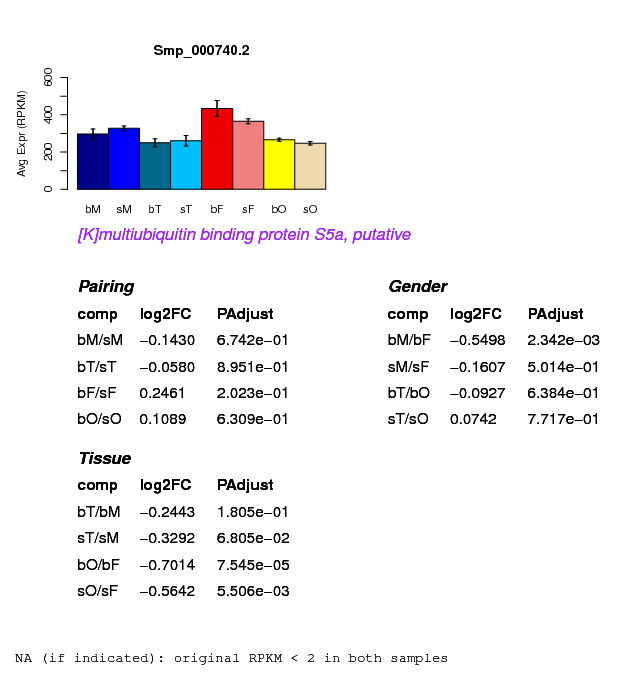 Smp_000740.2
Avg Expr (RPKM)
600
400
200
0
bM sM bT sT bF sF bO sO
[K]multiubiquitin binding protein S5a, putative
Pairing
comp log2FC PAdjust
bM/sM −0.1430 6.742e−01
bT/sT −0.0580 8.951e−01
bF/sF 0.2461 2.023e−01
bO/sO 0.1089 6.309e−01
Gender
comp log2FC PAdjust
bM/bF −0.5498 2.342e−03
sM/sF −0.1607 5.014e−01
bT/bO −0.0927 6.384e−01
sT/sO 0.0742 7.717e−01
Tissue
comp log2FC PAdjust
bT/bM −0.2443 1.805e−01
sT/sM −0.3292 6.805e−02
bO/bF −0.7014 7.545e−05
sO/sF −0.5642 5.506e−03
NA (if indicated): original RPKM < 2 in both samples